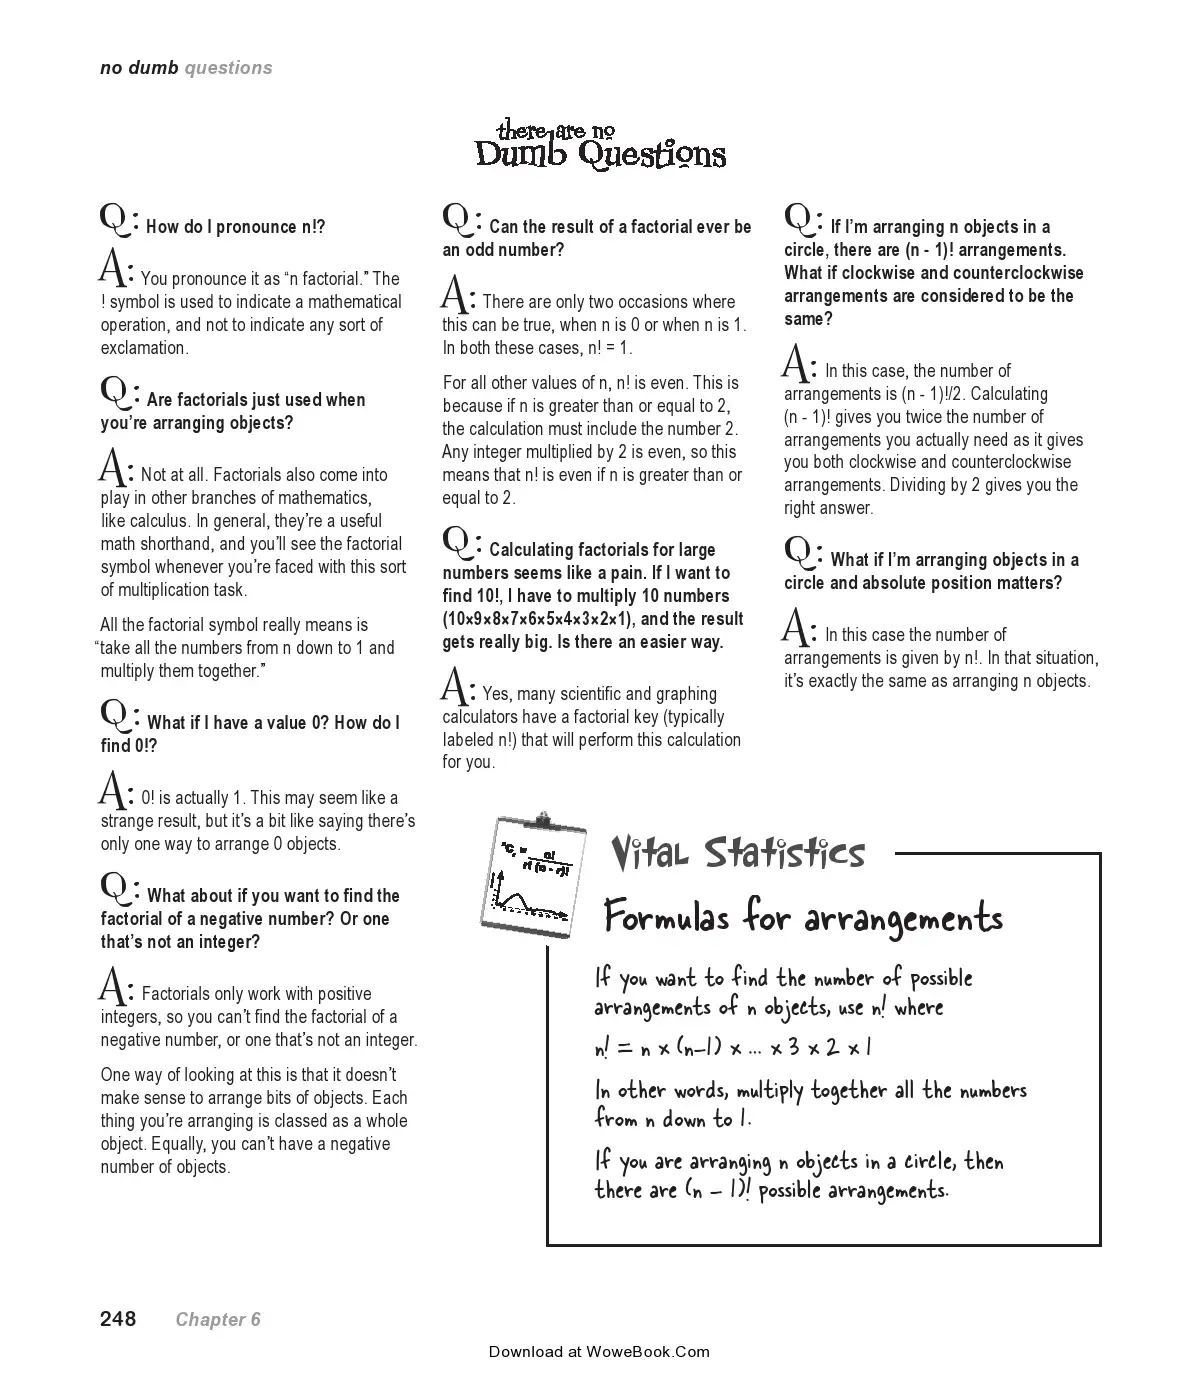 no dumb questions
there are no
Dumb Questions
Q: How do I pronounce n!?
A: You pronounce it as “n factorial.” The
! symbol is used to indicate a mathematical
operation, and not to indicate any sort of
exclamation.
Q: Are factorials just used when
you’re arranging objects?
A: Not at all. Factorials also come into
play in other branches of mathematics,
like calculus. In general, they’re a useful
math shorthand, and you’ll see the factorial
symbol whenever you’re faced with this sort
of multiplication task.
All the factorial symbol really means is
“take all the numbers from n down to 1 and
multiply them together.”
Q: What if I have a value 0? How do I
find 0!?
A: 0! is actually 1. This may seem like a
strange result, but it’s a bit like saying there’s
only one way to arrange 0 objects.
Q: What about if you want to find the
factorial of a negative number? Or one
that’s not an integer?
A: Factorials only work with positive
integers, so you can’t find the factorial of a
negative number, or one that’s not an integer.
One way of looking at this is that it doesn’t
make sense to arrange bits of objects. Each
thing you’re arranging is classed as a whole
object. Equally, you can’t have a negative
number of objects.
Q: Can the result of a factorial ever be
an odd number?
A: There are only two occasions where
this can be true, when n is 0 or when n is 1.
In both these cases, n! = 1.
For all other values of n, n! is even. This is
because if n is greater than or equal to 2,
the calculation must include the number 2.
Any integer multiplied by 2 is even, so this
means that n! is even if n is greater than or
equal to 2.
Q: Calculating factorials for large
numbers seems like a pain. If I want to
find 10!, I have to multiply 10 numbers
(10×9×8×7×6×5×4×3×2×1), and the result
gets really big. Is there an easier way.
A: Yes, many scientific and graphing
calculators have a factorial key (typically
labeled n!) that will perform this calculation
for you.
Q: If I’m arranging n objects in a
circle, there are (n - 1)! arrangements.
What if clockwise and counterclockwise
arrangements are considered to be the
same?
A: In this case, the number of
arrangements is (n - 1)!/2. Calculating
(n - 1)! gives you twice the number of
arrangements you actually need as it gives
you both clockwise and counterclockwise
arrangements. Dividing by 2 gives you the
right answer.
Q: What if I’m arranging objects in a
circle and absolute position matters?
A: In this case the number of
arrangements is given by n!. In that situation,
it’s exactly the same as arranging n objects.
ⁿCᵣ = n!
r! (n - r)!
Vital Statistics
Formulas for arrangements
If you want to find the number of possible
arrangements of n objects, use n! where
n! = n x (n–1) x ... x 3 x 2 x 1
In other words, multiply together all the numbers
from n down to 1.
If you are arranging n objects in a circle, then
there are (n – 1)! possible arrangements.
248 Chapter 6
Download at WoweBook.Com